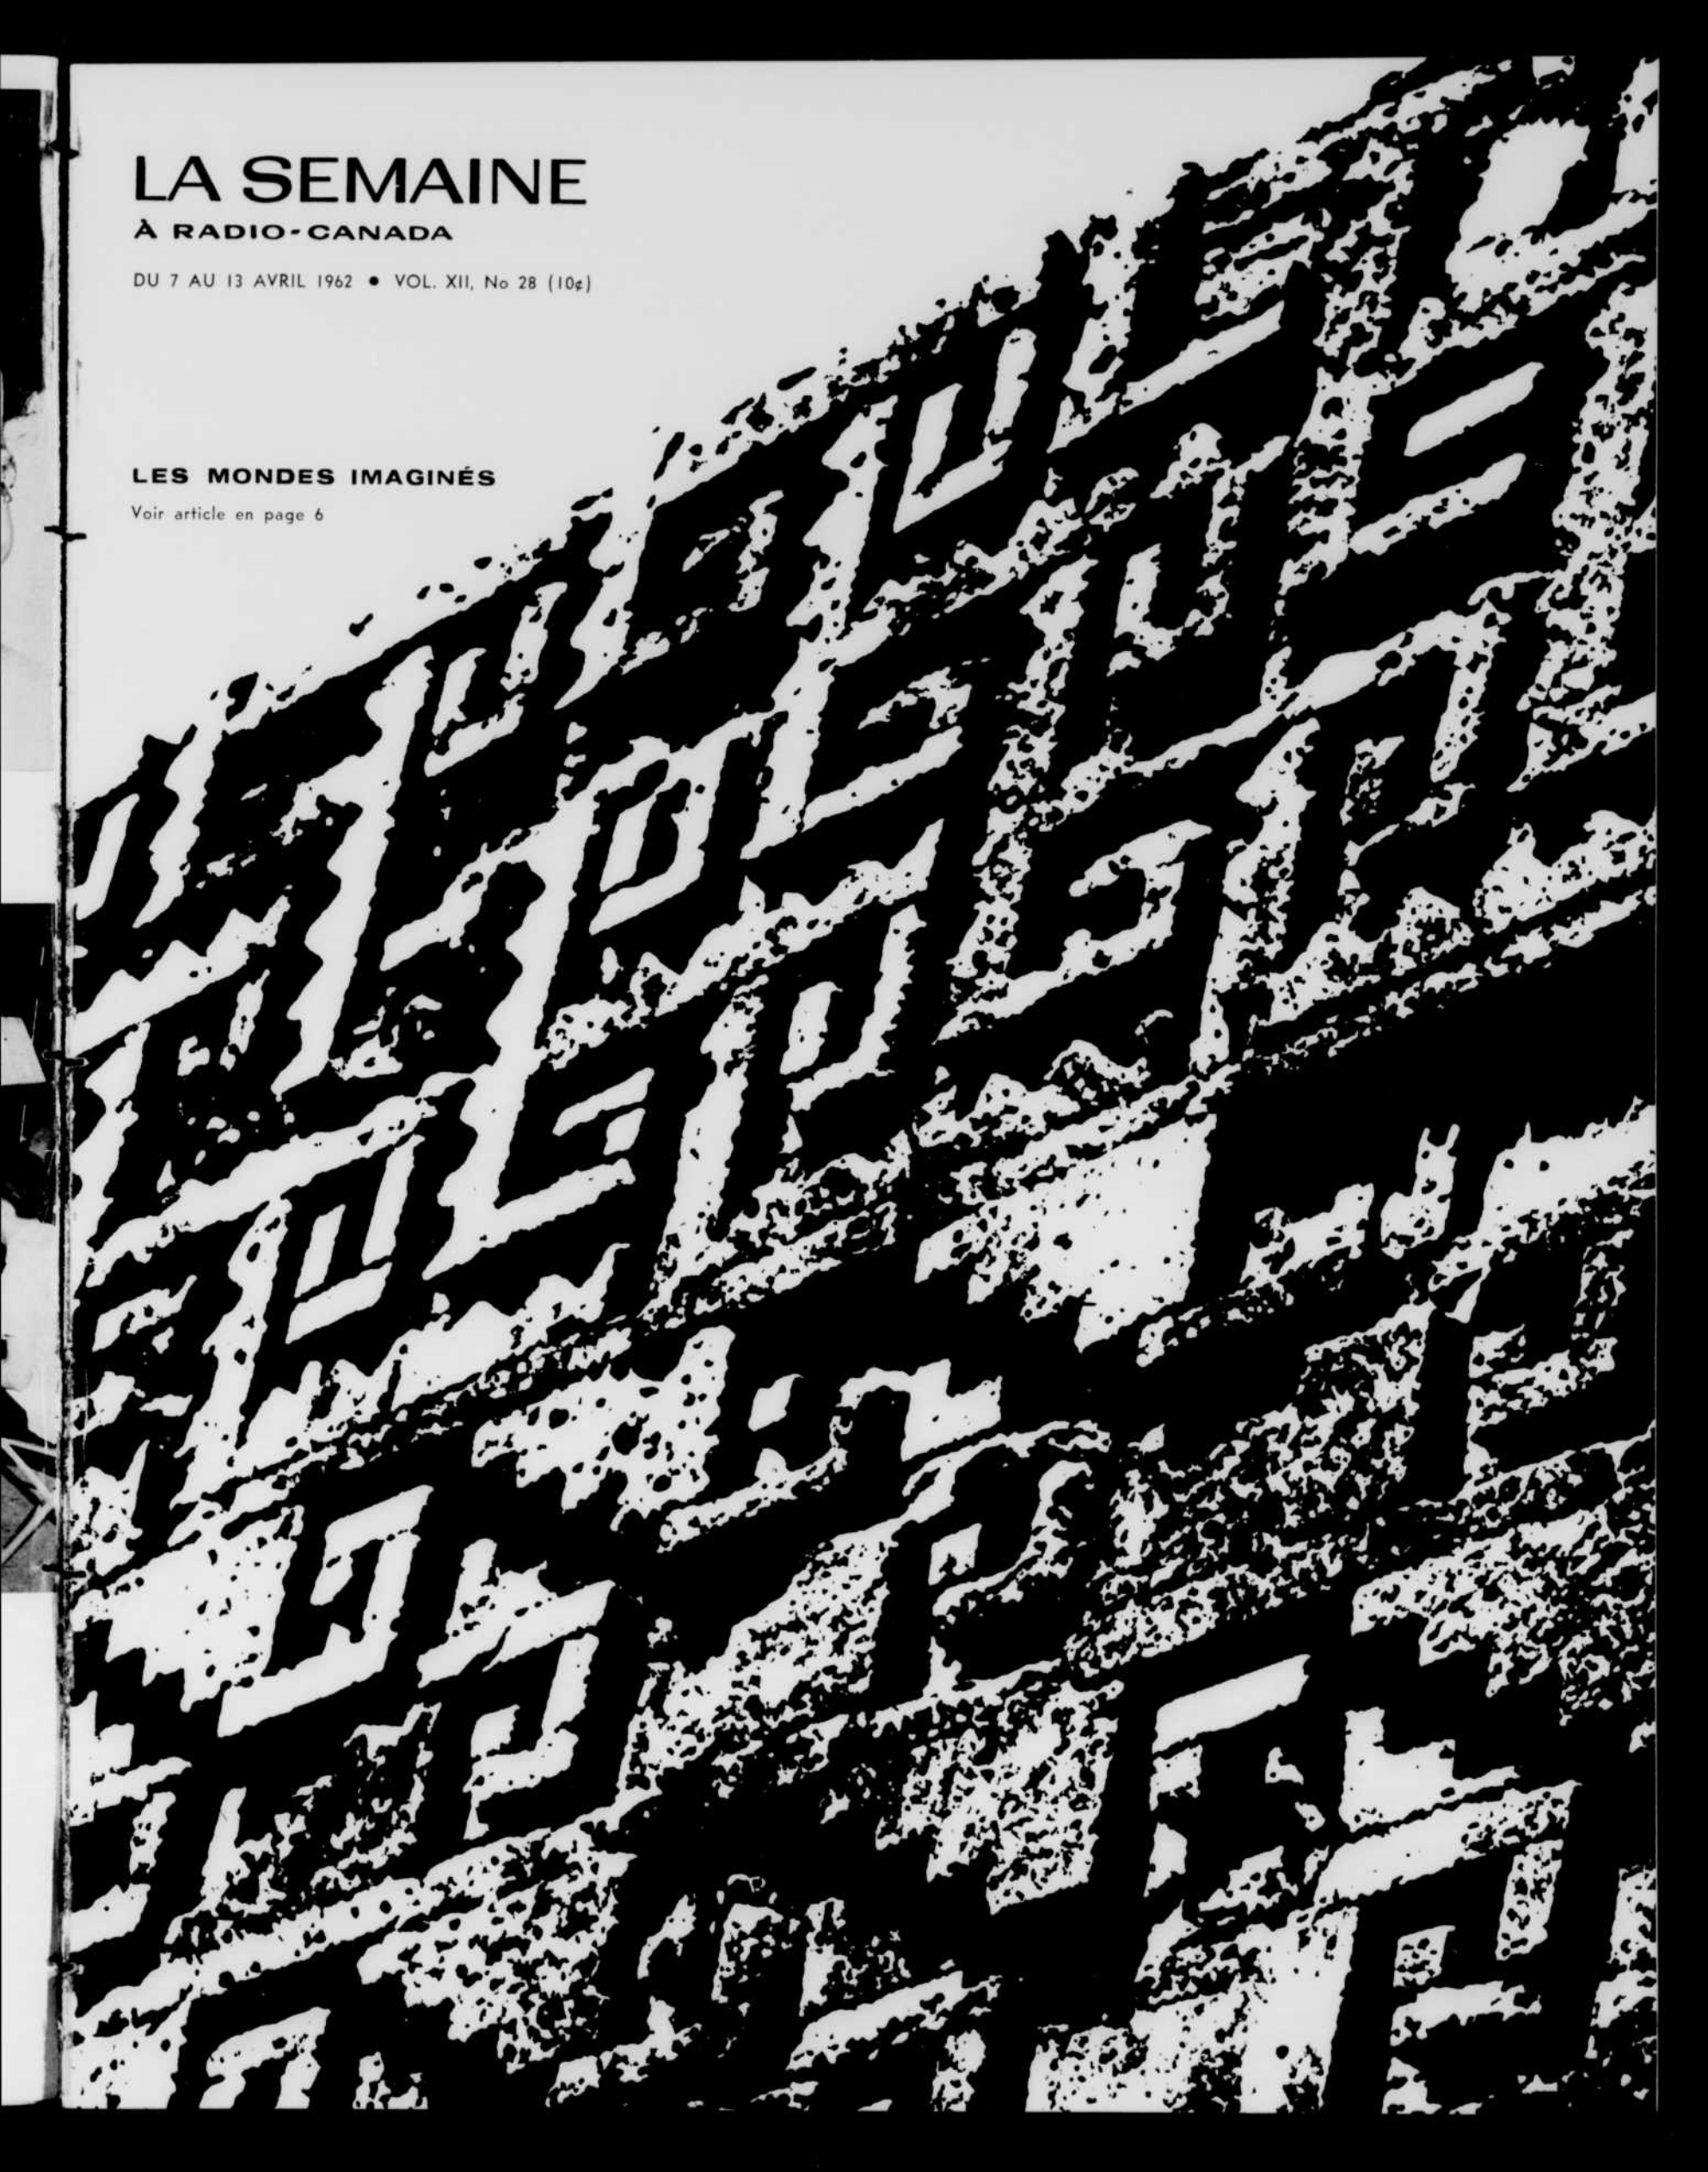 LA SEMAINE
À RADIO-CANADA
DU 7 AU 13 AVRIL 1962 ● VOL. XII, No 28 (10¢)
LES MONDES IMAGINÉS
Voir article en page 6